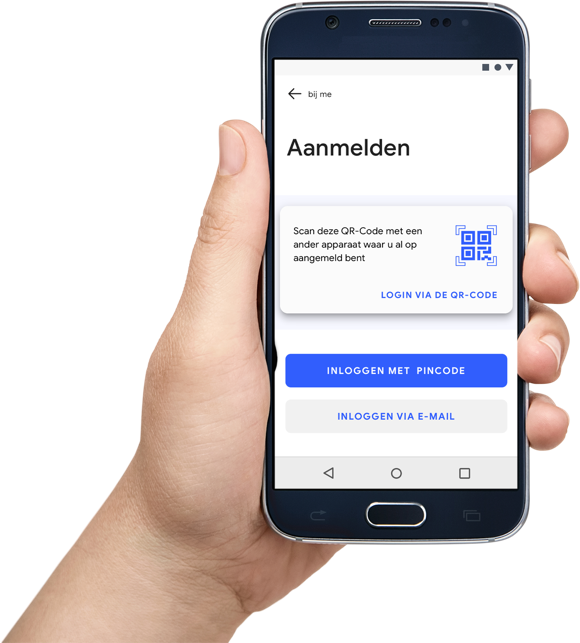 bij me
Aanmelden
Scan deze QR-Code met een
ander apparaat waar u al op
aangemeld bent
LOGIN VIA DE QR-CODE
INLOGGEN MET PINCODE
INLOGGEN VIA E-MAIL